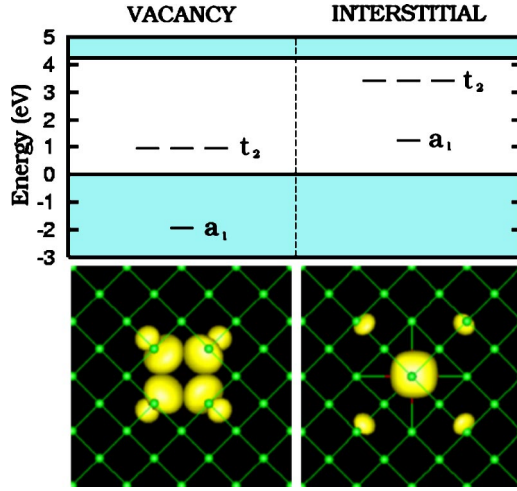 VACANCY INTERSTITIAL
Energy (eV)
5
4
3
2
1
0
-1
-2
-3
t₂
a₁
t₂
a₁